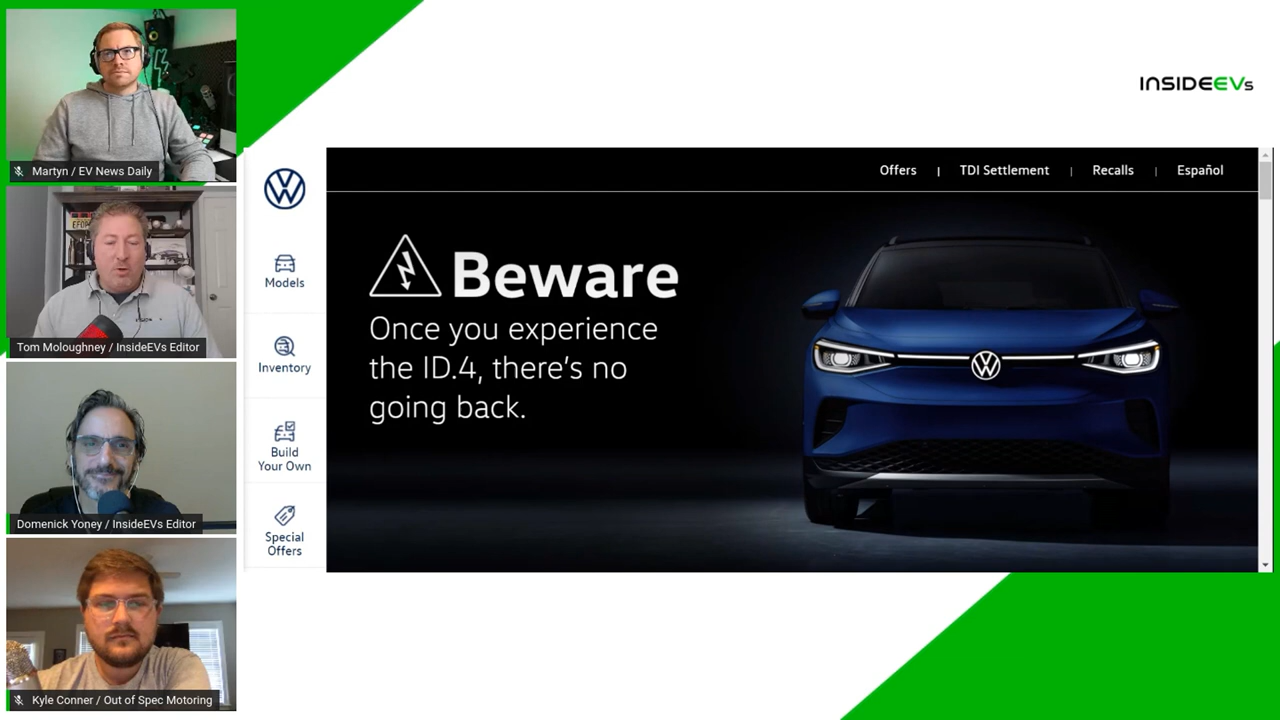 Martyn / EV News Daily
Tom Moloughney / InsideEVs Editor
Domenick Yoney / InsideEVs Editor
Kyle Conner / Out of Spec Motoring
INSIDEEVs
Models
Inventory
Build
Your Own
Special
Offers
Offers | TDI Settlement | Recalls | Español
Beware
Once you experience
the ID.4, there's no
going back.